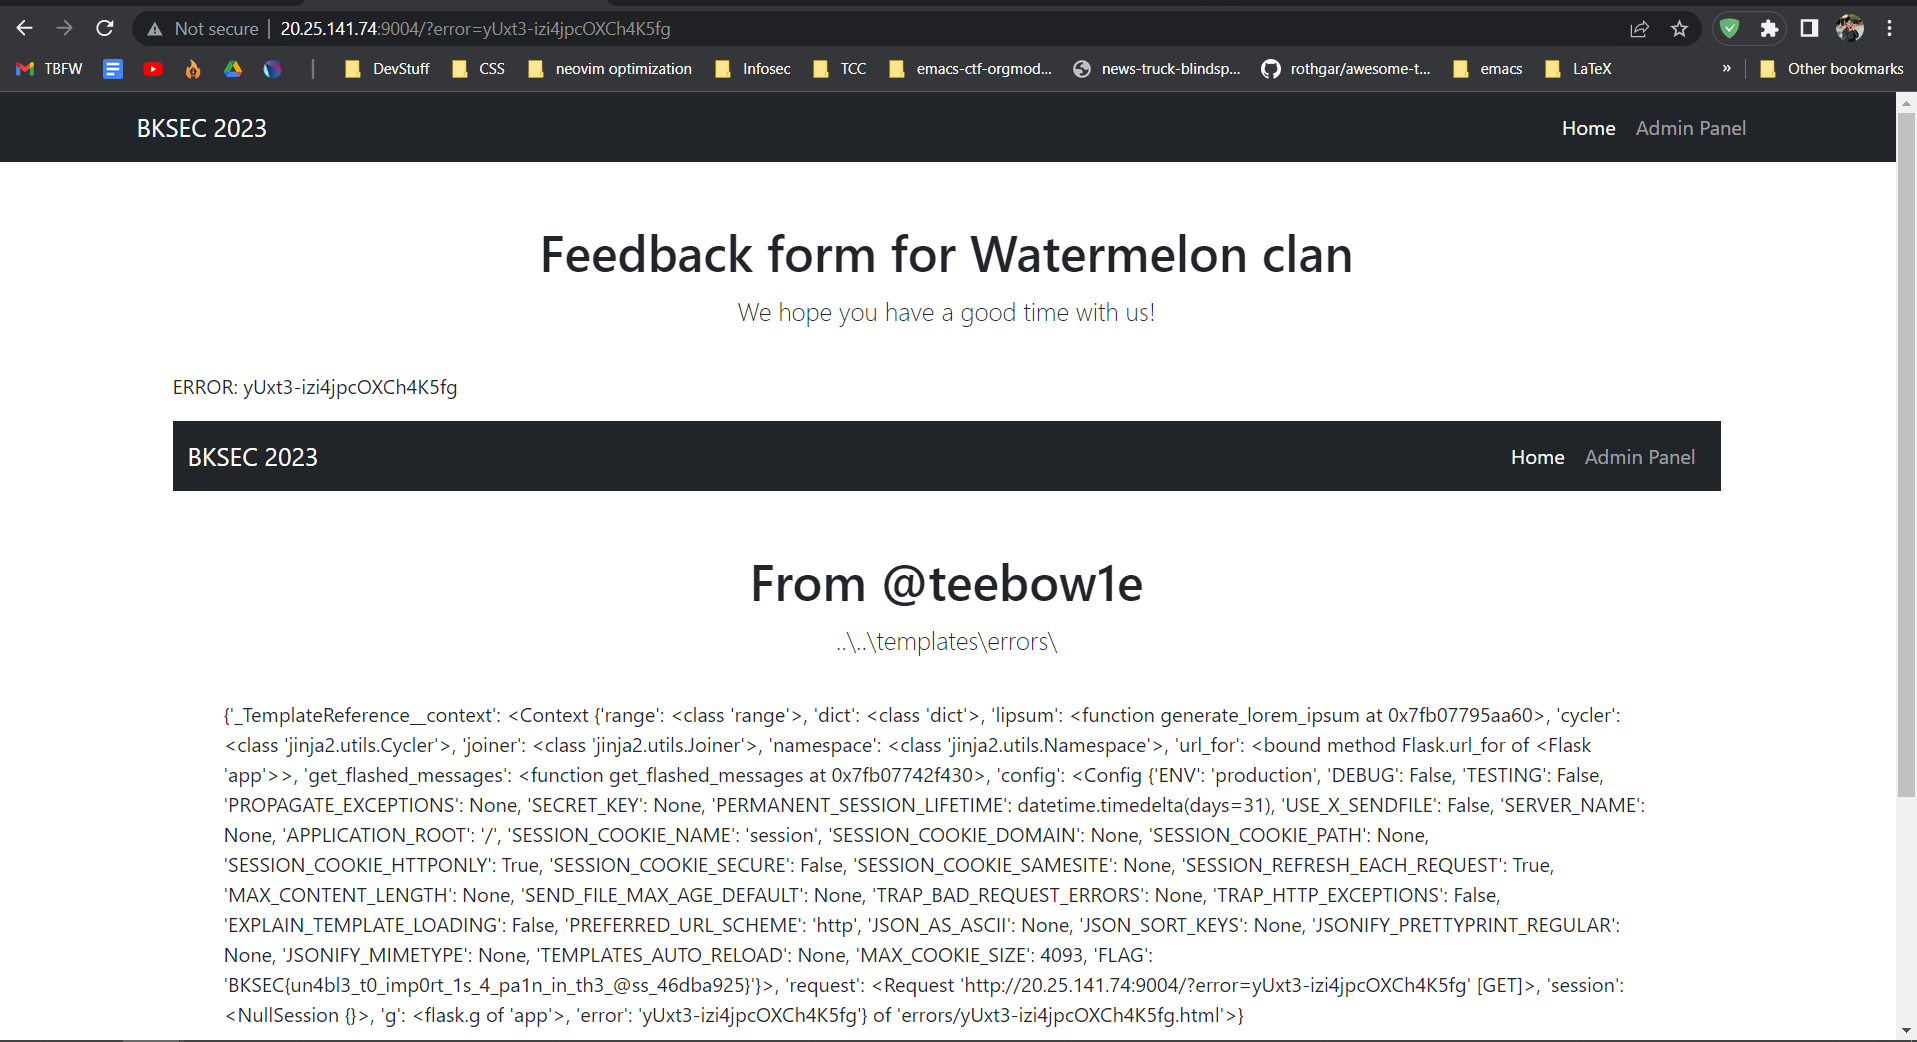 Not secure | 20.25.141.74:9004/?error=yUxt3-izi4jpcOXCh4K5fg
TBFW | DevStuff CSS neovim optimization Infosec TCC emacs-ctf-orgmod... news-truck-blindsp... rothgar/awesome-t... emacs LaTeX » Other bookmarks
BKSEC 2023 Home Admin Panel
Feedback form for Watermelon clan
We hope you have a good time with us!
ERROR: yUxt3-izi4jpcOXCh4K5fg
BKSEC 2023 Home Admin Panel
From @teebow1e
..\..\templates\errors\
{'_TemplateReference__context': <Context {'range': <class 'range'>, 'dict': <class 'dict'>, 'lipsum': <function generate_lorem_ipsum at 0x7fb07795aa60>, 'cycler':
<class 'jinja2.utils.Cycler'>, 'joiner': <class 'jinja2.utils.Joiner'>, 'namespace': <class 'jinja2.utils.Namespace'>, 'url_for': <bound method Flask.url_for of <Flask
'app'>>, 'get_flashed_messages': <function get_flashed_messages at 0x7fb07742f430>, 'config': <Config {'ENV': 'production', 'DEBUG': False, 'TESTING': False,
'PROPAGATE_EXCEPTIONS': None, 'SECRET_KEY': None, 'PERMANENT_SESSION_LIFETIME': datetime.timedelta(days=31), 'USE_X_SENDFILE': False, 'SERVER_NAME':
None, 'APPLICATION_ROOT': '/', 'SESSION_COOKIE_NAME': 'session', 'SESSION_COOKIE_DOMAIN': None, 'SESSION_COOKIE_PATH': None,
'SESSION_COOKIE_HTTPONLY': True, 'SESSION_COOKIE_SECURE': False, 'SESSION_COOKIE_SAMESITE': None, 'SESSION_REFRESH_EACH_REQUEST': True,
'MAX_CONTENT_LENGTH': None, 'SEND_FILE_MAX_AGE_DEFAULT': None, 'TRAP_BAD_REQUEST_ERRORS': None, 'TRAP_HTTP_EXCEPTIONS': False,
'EXPLAIN_TEMPLATE_LOADING': False, 'PREFERRED_URL_SCHEME': 'http', 'JSON_AS_ASCII': None, 'JSON_SORT_KEYS': None, 'JSONIFY_PRETTYPRINT_REGULAR':
None, 'JSONIFY_MIMETYPE': None, 'TEMPLATES_AUTO_RELOAD': None, 'MAX_COOKIE_SIZE': 4093, 'FLAG':
'BKSEC{un4bl3_t0_imp0rt_1s_4_pa1n_in_th3_@ss_46dba925}'}>, 'request': <Request 'http://20.25.141.74:9004/?error=yUxt3-izi4jpcOXCh4K5fg' [GET]>, 'session':
<NullSession {}>, 'g': <flask.g of 'app'>, 'error': 'yUxt3-izi4jpcOXCh4K5fg'} of 'errors/yUxt3-izi4jpcOXCh4K5fg.html'>}